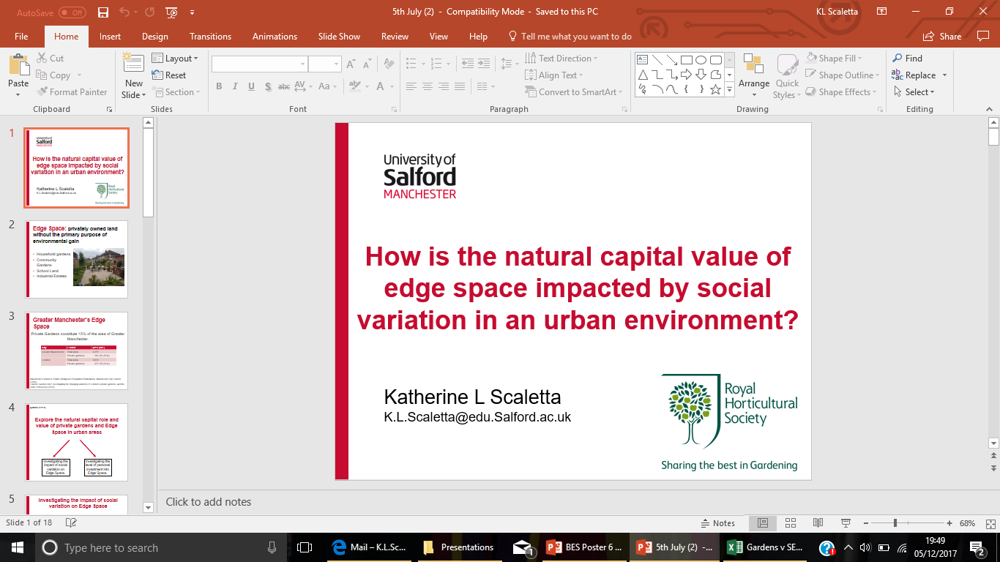 AutoSave Off
5th July (2) - Compatibility Mode - Saved to this PC
KL Scaletta
File Home Insert Design Transitions Animations Slide Show Review View Help Tell me what you want to do Share
Paste
Cut
Copy
Format Painter
Clipboard
New Slide
Layout
Reset
Section
Slides
B I U S abc AV Aa A
Font
Text Direction
Align Text
Convert to SmartArt
Paragraph
Arrange
Quick Styles
Shape Fill
Shape Outline
Shape Effects
Drawing
Find
Replace
Select
Editing
1
University of
Salford
MANCHESTER
How is the natural capital value of
edge space impacted by social
variation in an urban environment?
Katherine L Scaletta
K.L.Scaletta@edu.Salford.ac.uk
Royal
Horticultural
Society
Sharing the best in Gardening
2
Edge Space: privately owned land
without the primary purpose of
environmental gain
• Household gardens
• Community
Gardens
• School Land
• Industrial Estates
3
Greater Manchester's Edge
Space
Private Gardens constitute 15% of the area of Greater
Manchester.
4
Explore the natural capital role and
value of private gardens and Edge
Space in urban areas
Investigating the
impact of social
variation on
Edge Space.
Investigating the
level of personal
investment into
Edge Space.
5
Investigating the impact of social
variation on Edge Space
University of
Salford
MANCHESTER
How is the natural capital value of
edge space impacted by social
variation in an urban environment?
Katherine L Scaletta
K.L.Scaletta@edu.Salford.ac.uk
Royal
Horticultural
Society
Sharing the best in Gardening
Click to add notes
Slide 1 of 18
Notes
68%
Type here to search
Mail – K.L.Sc...
Presentations
1
BES Poster 6 ...
5th July (2) -...
Gardens v SE...
19:49
05/12/2017
2